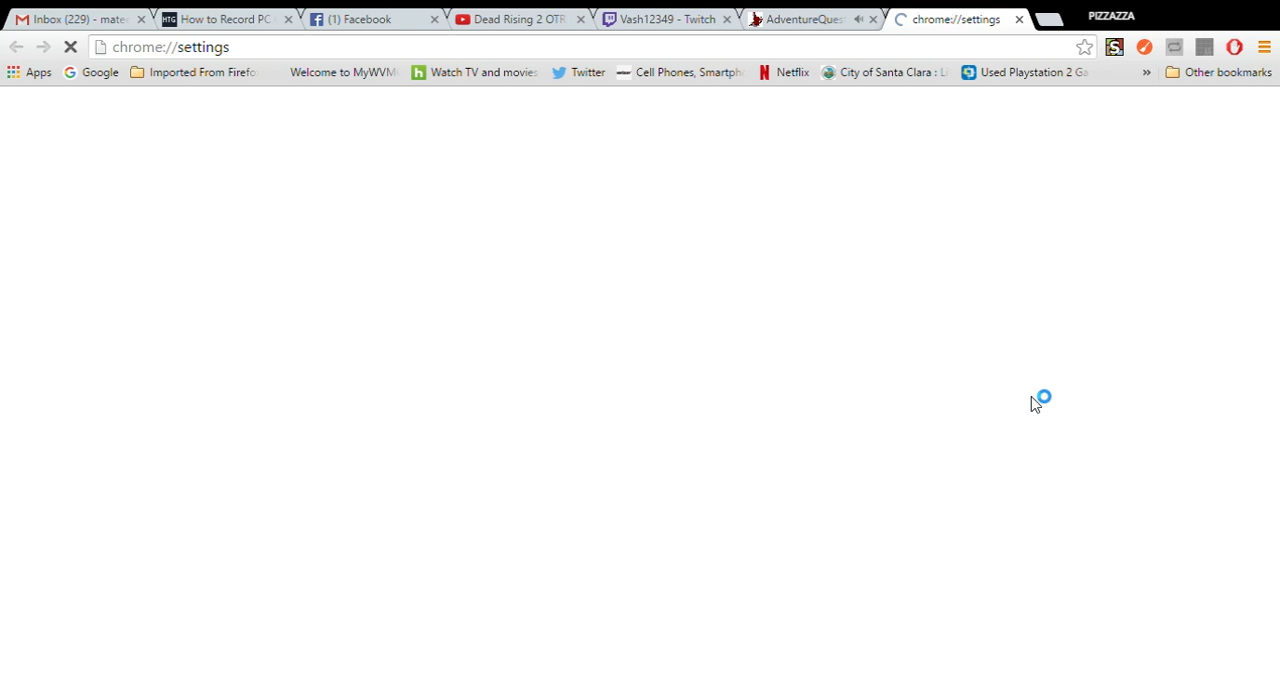 Inbox (229) - mate How to Record PC (1) Facebook Dead Rising 2 OTR Vash12349 - Twitch AdventureQues chrome://settings PIZZAZZA
chrome://settings
Apps Google Imported From Firefo Welcome to MyWVM Watch TV and movies Twitter Cell Phones, Smartph Netflix City of Santa Clara : Li Used Playstation 2 Ga » Other bookmarks